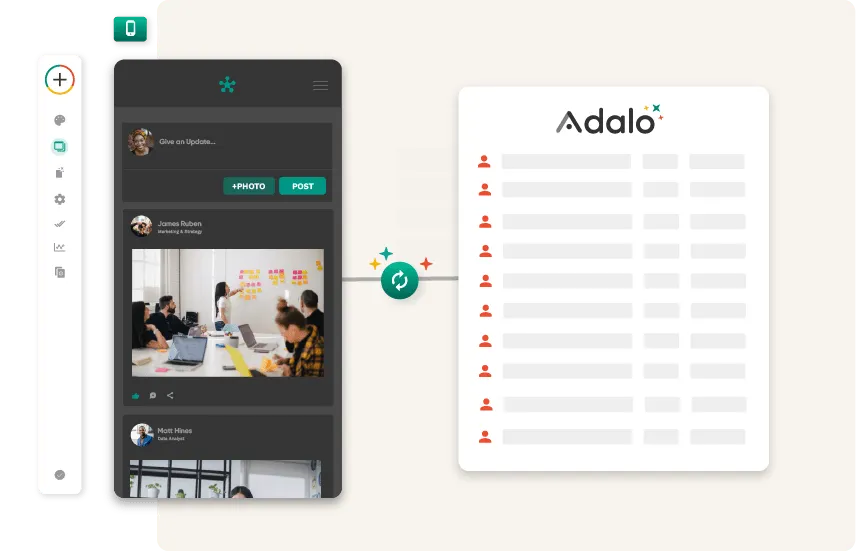 Give an Update...
+PHOTO
POST
James Ruben
Marketing & Strategy
Matt Hines
Data Analyst
Adalo